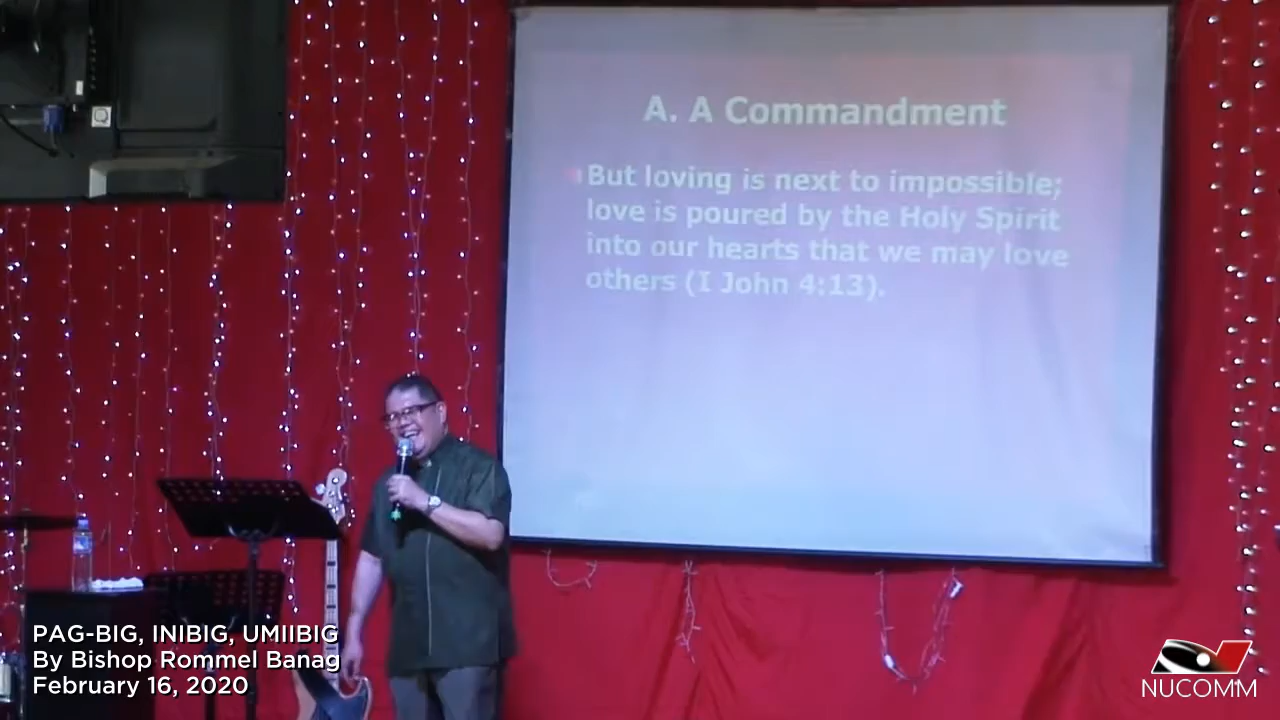 A. A Commandment
But loving is next to impossible;
love is poured by the Holy Spirit
into our hearts that we may love
others (I John 4:13).
PAG-BIG, INIBIG, UMIIBIG
By Bishop Rommel Banag
February 16, 2020
NUCOMM